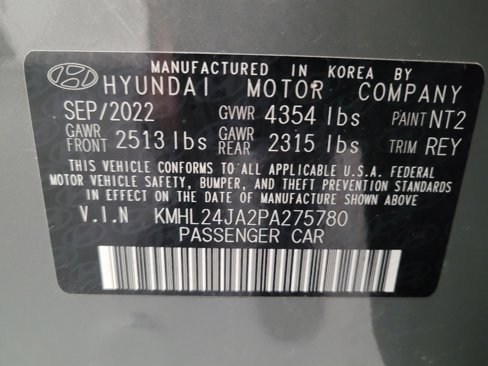 MANUFACTURED IN KOREA BY
HYUNDAI MOTOR COMPANY
SEP/2022 GVWR 4354 lbs PAINT NT2
GAWR FRONT 2513 lbs GAWR REAR 2315 lbs TRIM REY
THIS VEHICLE CONFORMS TO ALL APPLICABLE U.S.A. FEDERAL
MOTOR VEHICLE SAFETY, BUMPER, AND THEFT PREVENTION STANDARDS
IN EFFECT ON THE DATE OF MANUFACTURE SHOWN ABOVE.
V.I.N KMHL24JA2PA275780
PASSENGER CAR